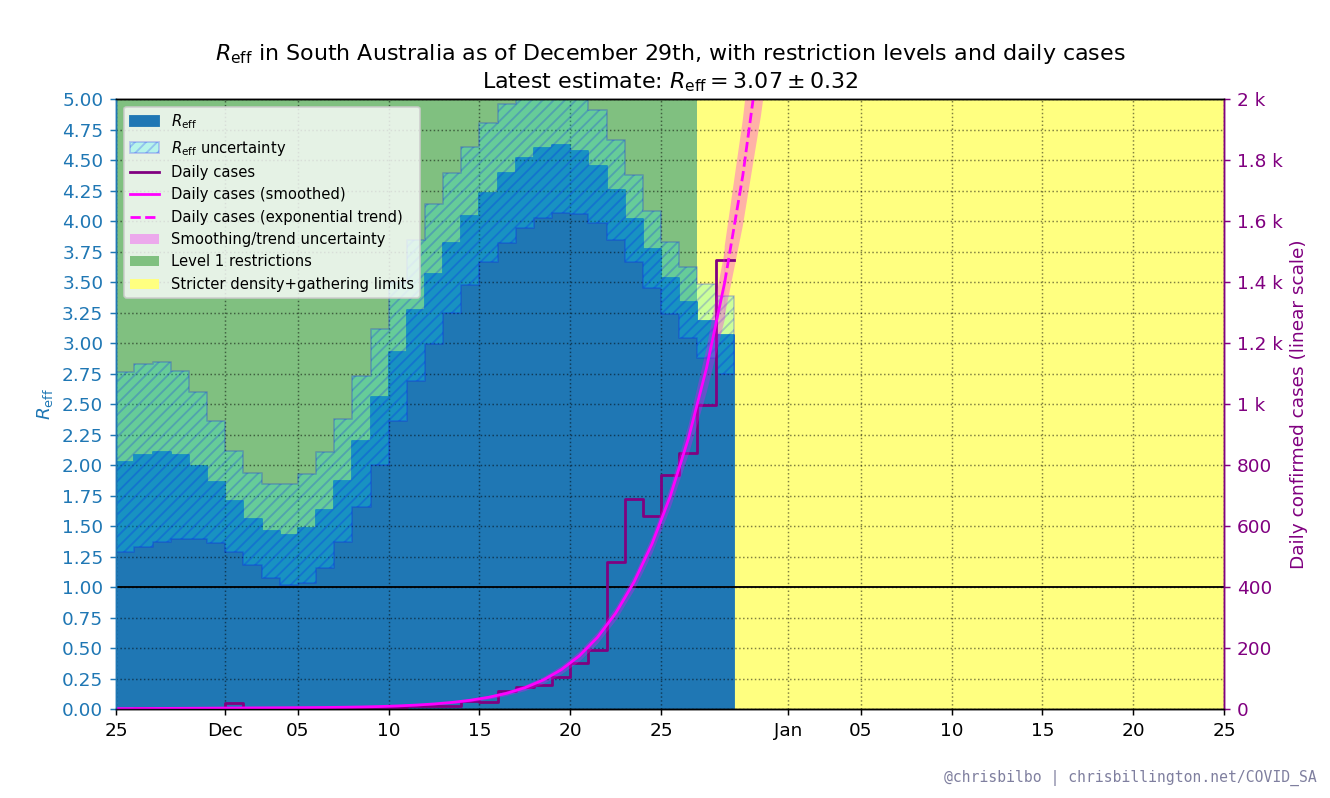 R_eff in South Australia as of December 29th, with restriction levels and daily cases
Latest estimate: R_eff = 3.07 ± 0.32
R_eff
R_eff uncertainty
Daily cases
Daily cases (smoothed)
Daily cases (exponential trend)
Smoothing/trend uncertainty
Level 1 restrictions
Stricter density+gathering limits
R_eff
5.00
4.75
4.50
4.25
4.00
3.75
3.50
3.25
3.00
2.75
2.50
2.25
2.00
1.75
1.50
1.25
1.00
0.75
0.50
0.25
0.00
2 k
1.8 k
1.6 k
1.4 k
1.2 k
1 k
800
600
400
200
0
Daily confirmed cases (linear scale)
25 Dec 05 10 15 20 25 Jan 05 10 15 20 25
@chrisbilbo | chrisbillington.net/COVID_SA